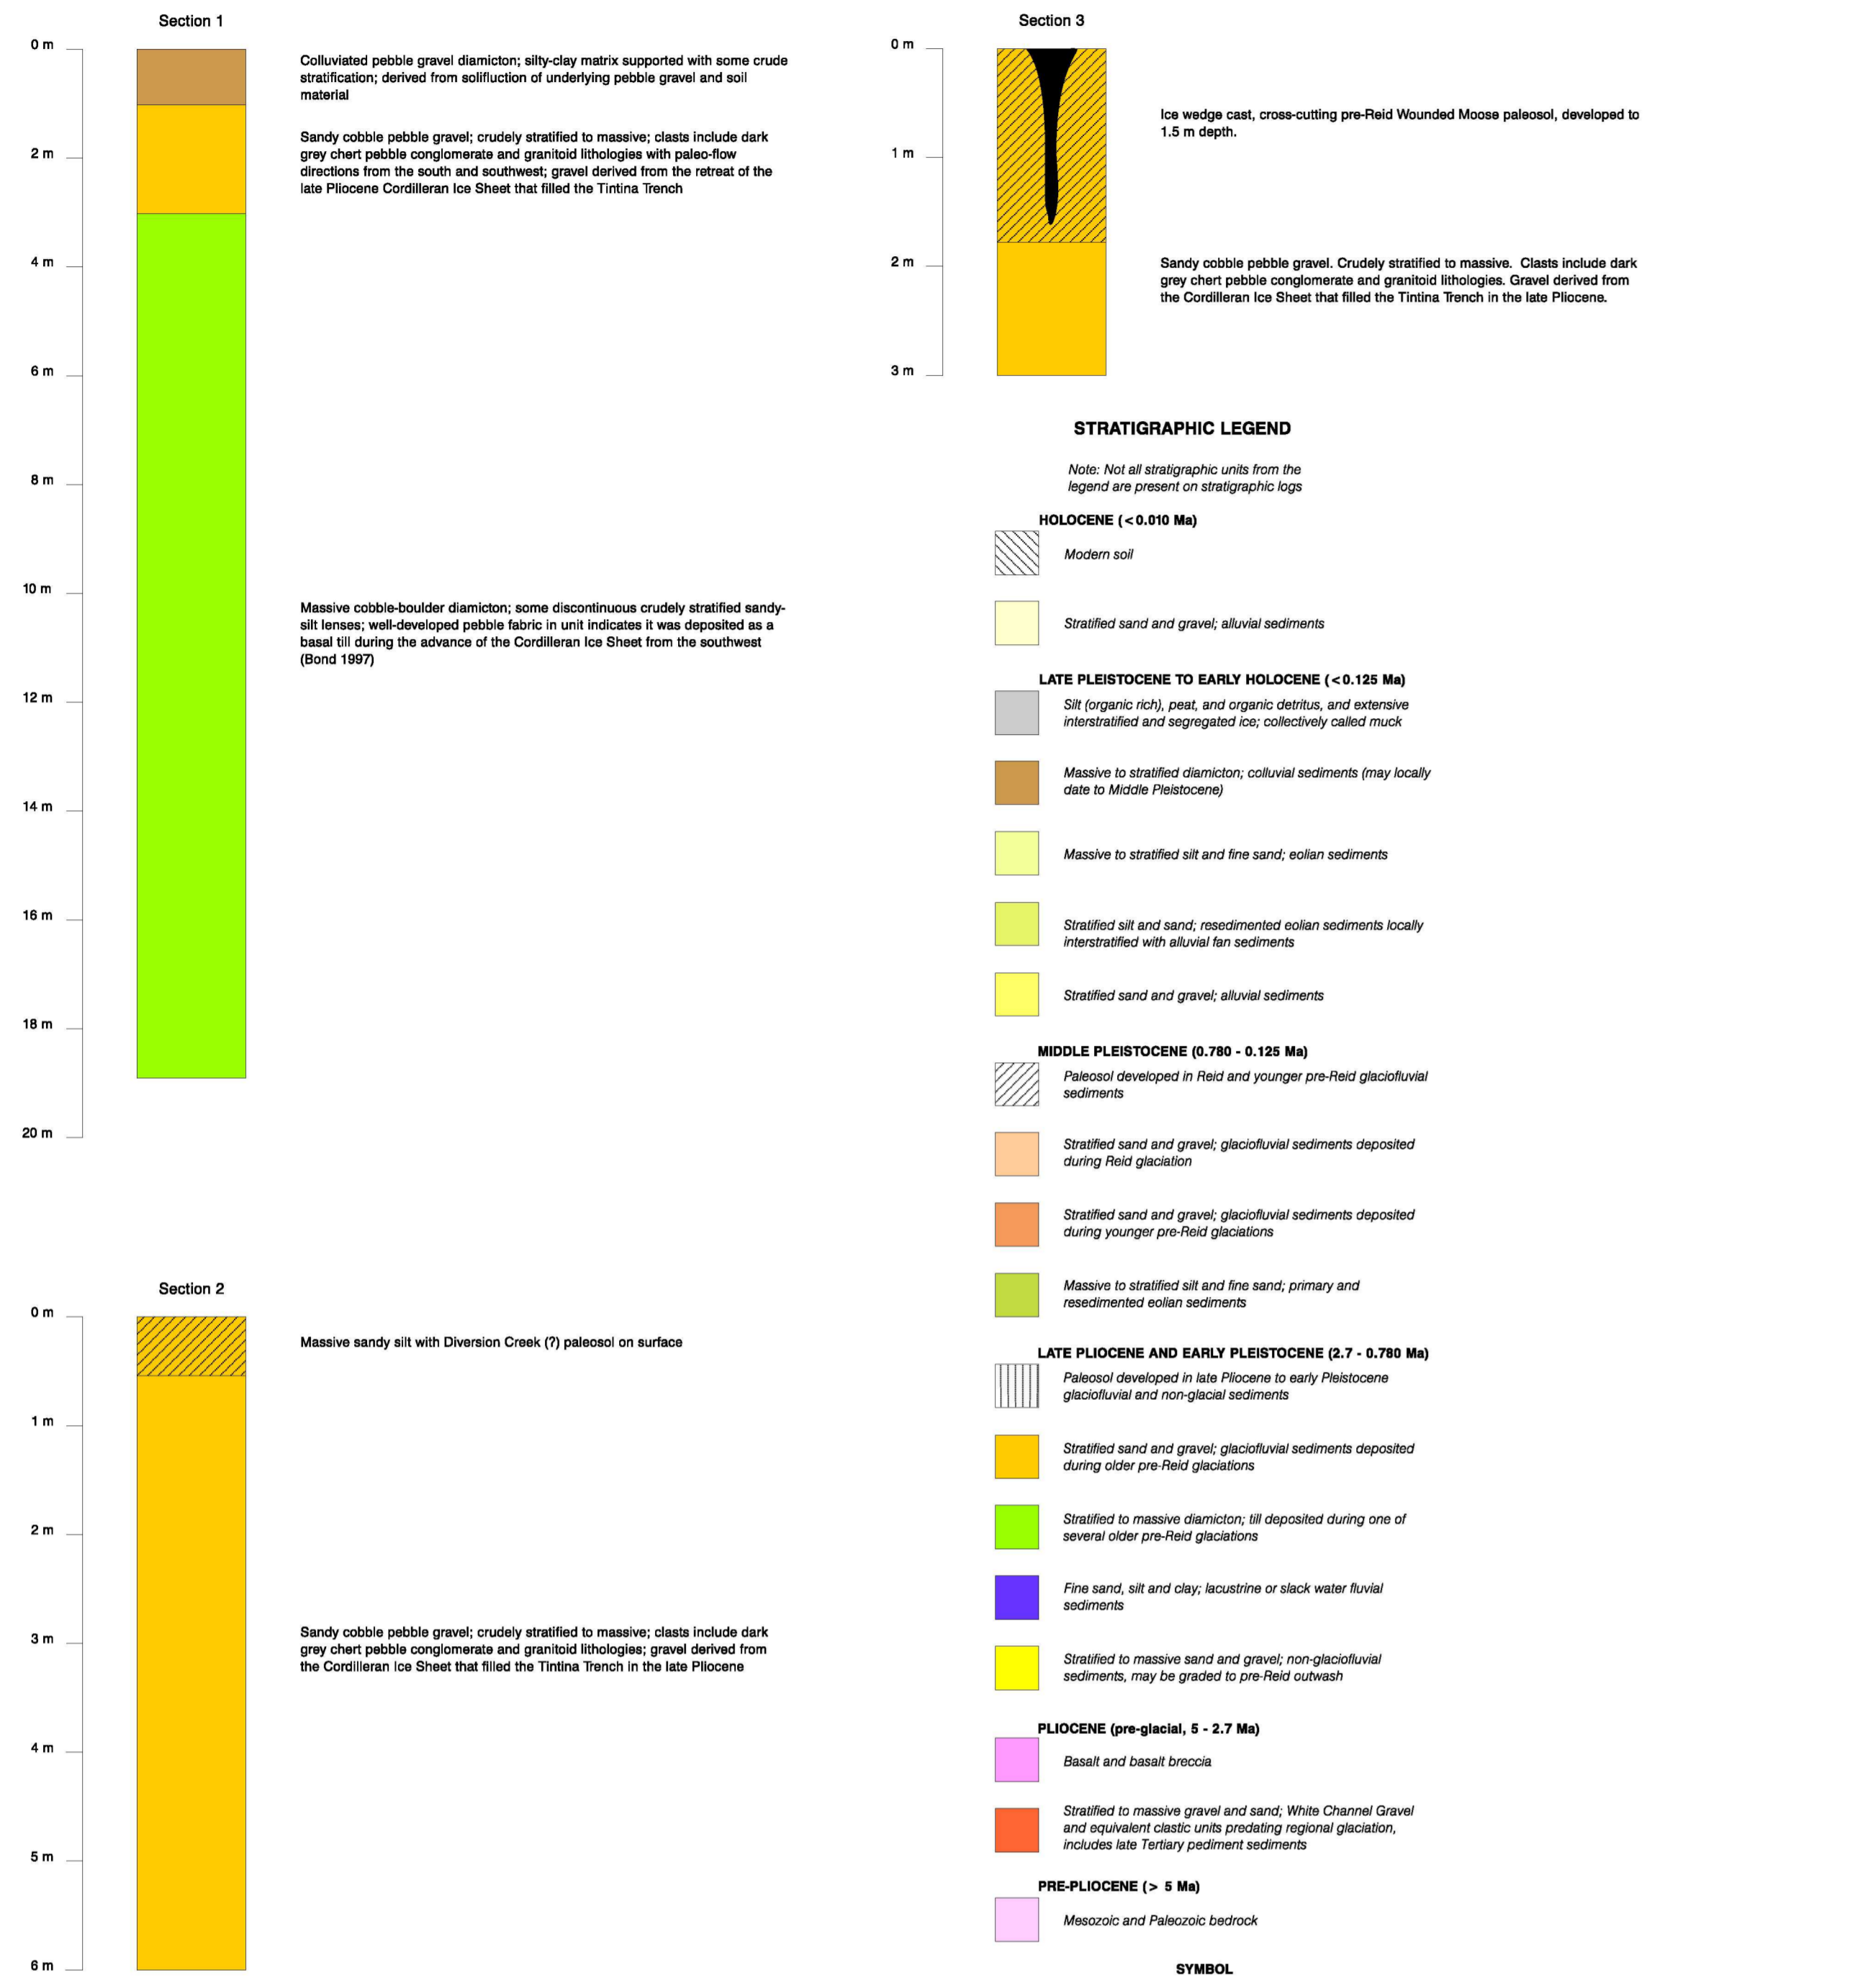 Section 1
0 m
2 m
4 m
6 m
8 m
10 m
12 m
14 m
16 m
18 m
20 m
Colluviated pebble gravel diamicton; silty-clay matrix supported with some crude
stratification; derived from solifluction of underlying pebble gravel and soil
material
Sandy cobble pebble gravel; crudely stratified to massive; clasts include dark
grey chert pebble conglomerate and granitoid lithologies with paleo-flow
directions from the south and southwest; gravel derived from the retreat of the
late Pliocene Cordilleran Ice Sheet that filled the Tintina Trench
Massive cobble-boulder diamicton; some discontinuous crudely stratified sandy-
silt lenses; well-developed pebble fabric in unit indicates it was deposited as a
basal till during the advance of the Cordilleran Ice Sheet from the southwest
(Bond 1997)
Section 2
0 m
1 m
2 m
3 m
4 m
5 m
6 m
Massive sandy silt with Diversion Creek (?) paleosol on surface
Sandy cobble pebble gravel; crudely stratified to massive; clasts include dark
grey chert pebble conglomerate and granitoid lithologies; gravel derived from
the Cordilleran Ice Sheet that filled the Tintina Trench in the late Pliocene
Section 3
0 m
1 m
2 m
3 m
Ice wedge cast, cross-cutting pre-Reid Wounded Moose paleosol, developed to
1.5 m depth.
Sandy cobble pebble gravel. Crudely stratified to massive. Clasts include dark
grey chert pebble conglomerate and granitoid lithologies. Gravel derived from
the Cordilleran Ice Sheet that filled the Tintina Trench in the late Pliocene.
STRATIGRAPHIC LEGEND
Note: Not all stratigraphic units from the
legend are present on stratigraphic logs
HOLOCENE (<0.010 Ma)
Modern soil
Stratified sand and gravel; alluvial sediments
LATE PLEISTOCENE TO EARLY HOLOCENE (<0.125 Ma)
Silt (organic rich), peat, and organic detritus, and extensive
interstratified and segregated ice; collectively called muck
Massive to stratified diamicton; colluvial sediments (may locally
date to Middle Pleistocene)
Massive to stratified silt and fine sand; eolian sediments
Stratified silt and sand; resedimented eolian sediments locally
interstratified with alluvial fan sediments
Stratified sand and gravel; alluvial sediments
MIDDLE PLEISTOCENE (0.780 - 0.125 Ma)
Paleosol developed in Reid and younger pre-Reid glaciofluvial
sediments
Stratified sand and gravel; glaciofluvial sediments deposited
during Reid glaciation
Stratified sand and gravel; glaciofluvial sediments deposited
during younger pre-Reid glaciations
Massive to stratified silt and fine sand; primary and
resedimented eolian sediments
LATE PLIOCENE AND EARLY PLEISTOCENE (2.7 - 0.780 Ma)
Paleosol developed in late Pliocene to early Pleistocene
glaciofluvial and non-glacial sediments
Stratified sand and gravel; glaciofluvial sediments deposited
during older pre-Reid glaciations
Stratified to massive diamicton; till deposited during one of
several older pre-Reid glaciations
Fine sand, silt and clay; lacustrine or slack water fluvial
sediments
Stratified to massive sand and gravel; non-glaciofluvial
sediments, may be graded to pre-Reid outwash
PLIOCENE (pre-glacial, 5 - 2.7 Ma)
Basalt and basalt breccia
Stratified to massive gravel and sand; White Channel Gravel
and equivalent clastic units predating regional glaciation,
includes late Tertiary pediment sediments
PRE-PLIOCENE (> 5 Ma)
Mesozoic and Paleozoic bedrock
SYMBOL